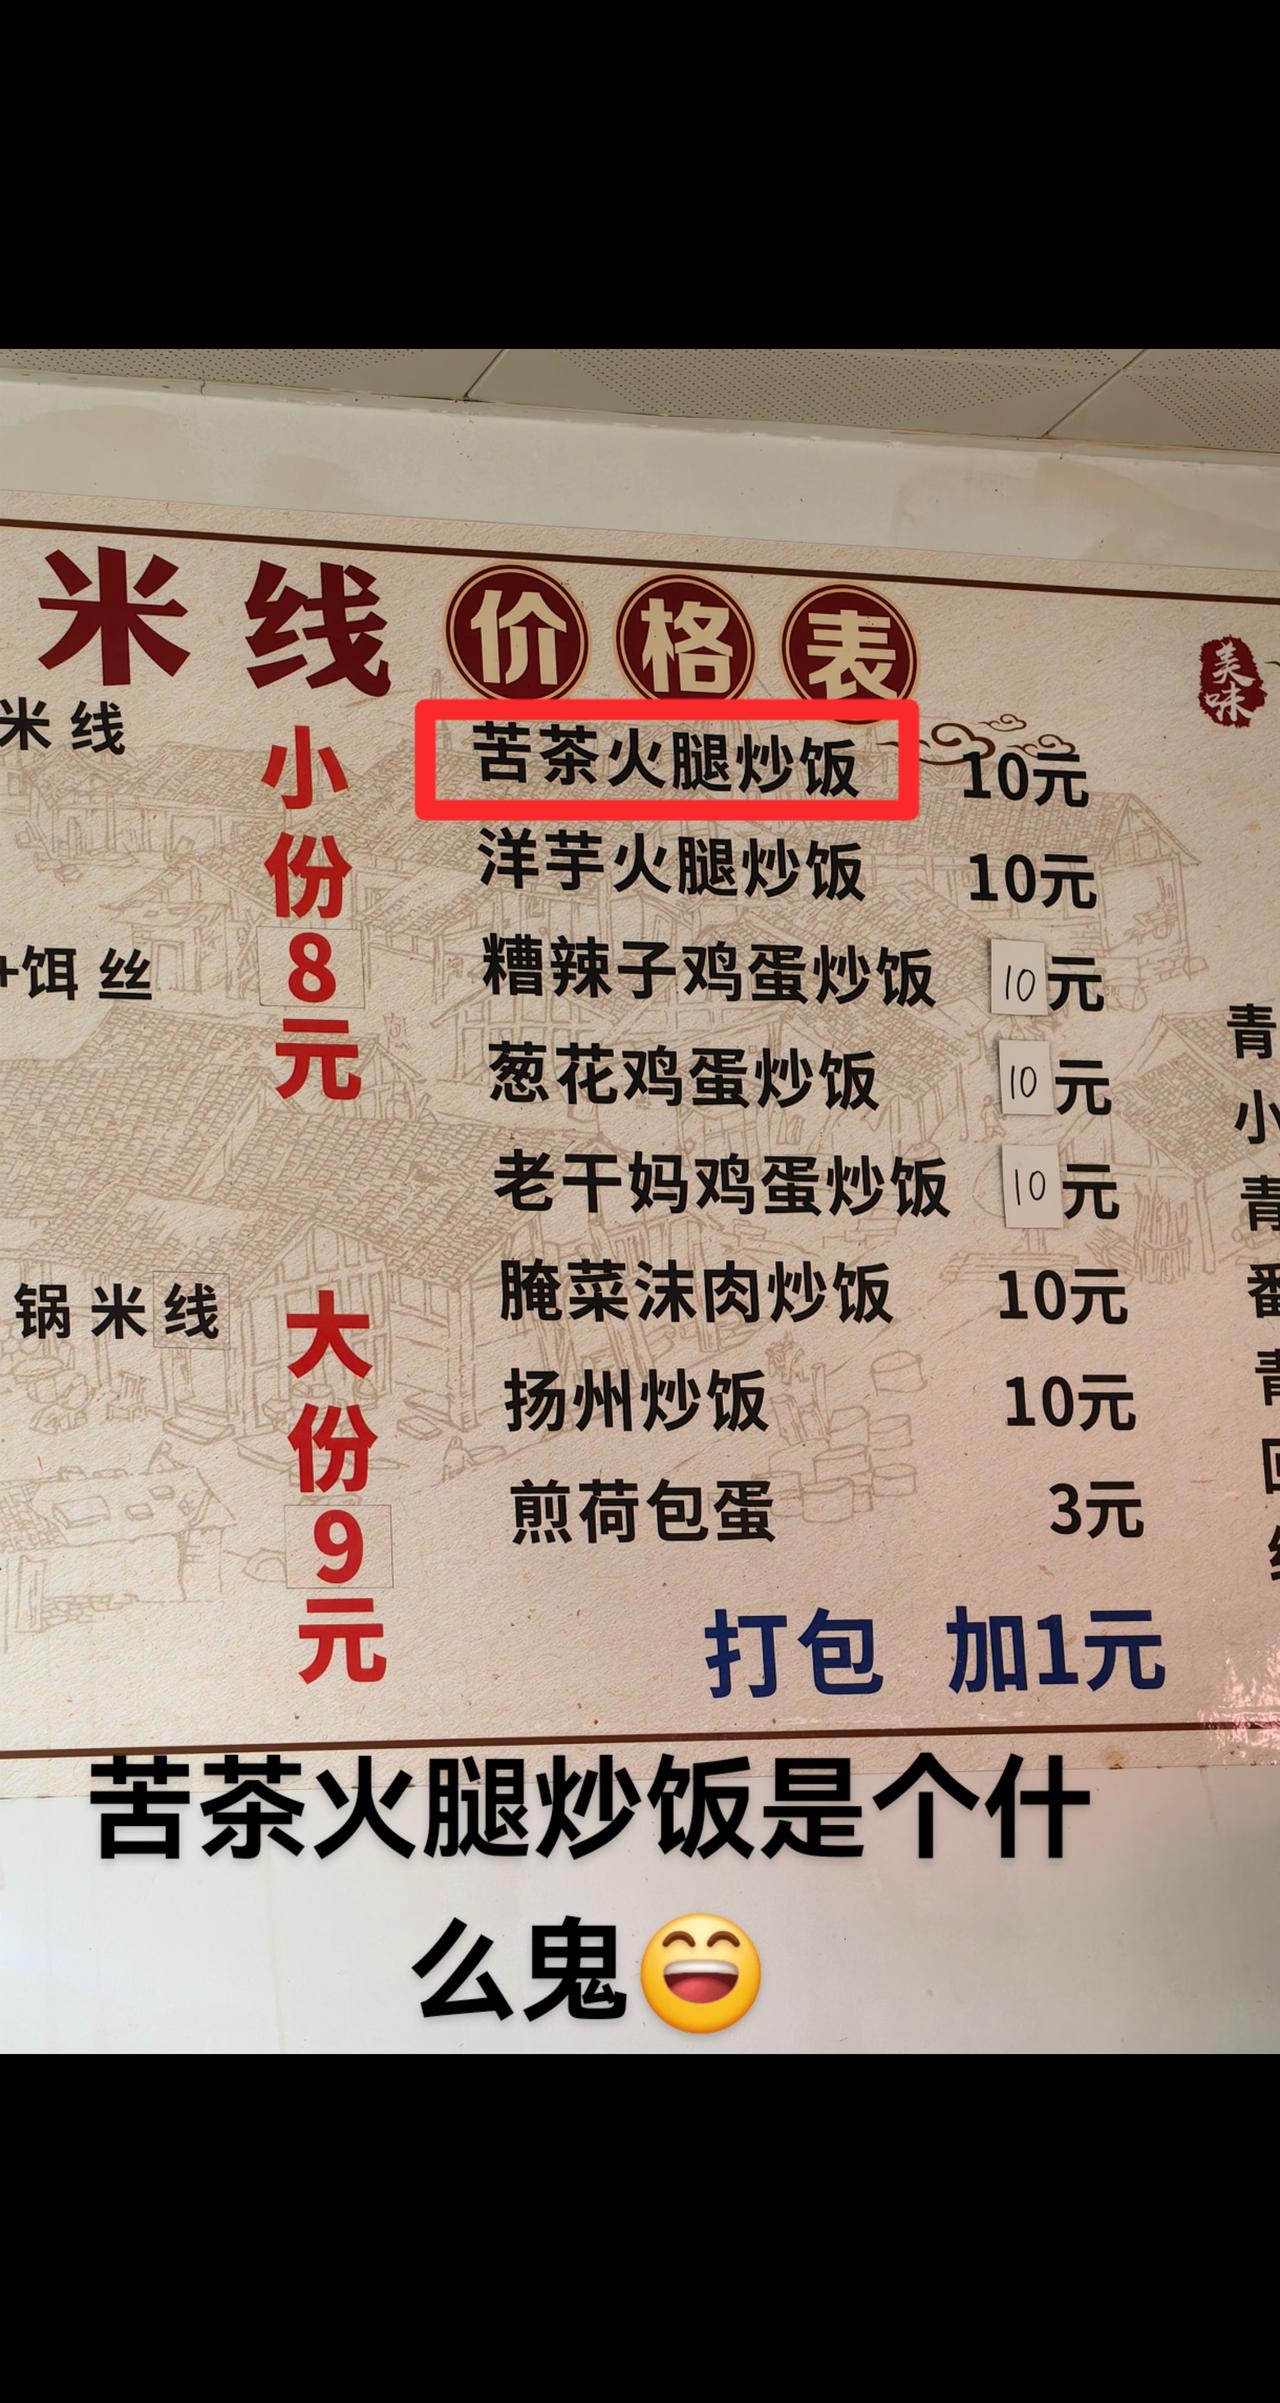 米线价格表
美味
米线
小份8元
苦茶火腿炒饭 10元
洋芋火腿炒饭 10元
+饵丝
糟辣子鸡蛋炒饭 10元
葱花鸡蛋炒饭 10元
青
小
老干妈鸡蛋炒饭 10元
青
锅米线
大份9元
腌菜沫肉炒饭 10元
番
扬州炒饭 10元
青
煎荷包蛋 3元
打包 加1元
苦茶火腿炒饭是个什
么鬼😄